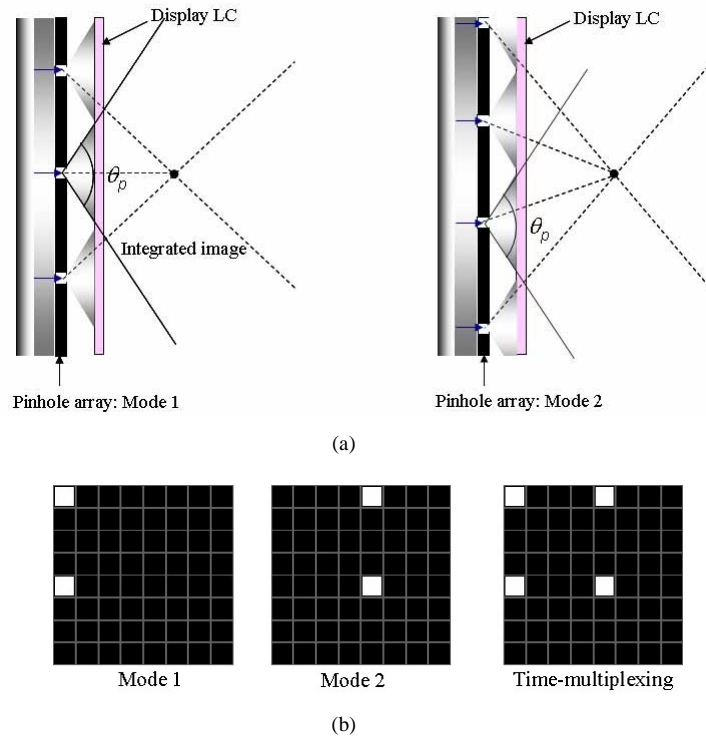 Display LC
Display LC
θp
θp
Integrated image
Pinhole array: Mode 1
Pinhole array: Mode 2
(a)
Mode 1
Mode 2
Time-multiplexing
(b)